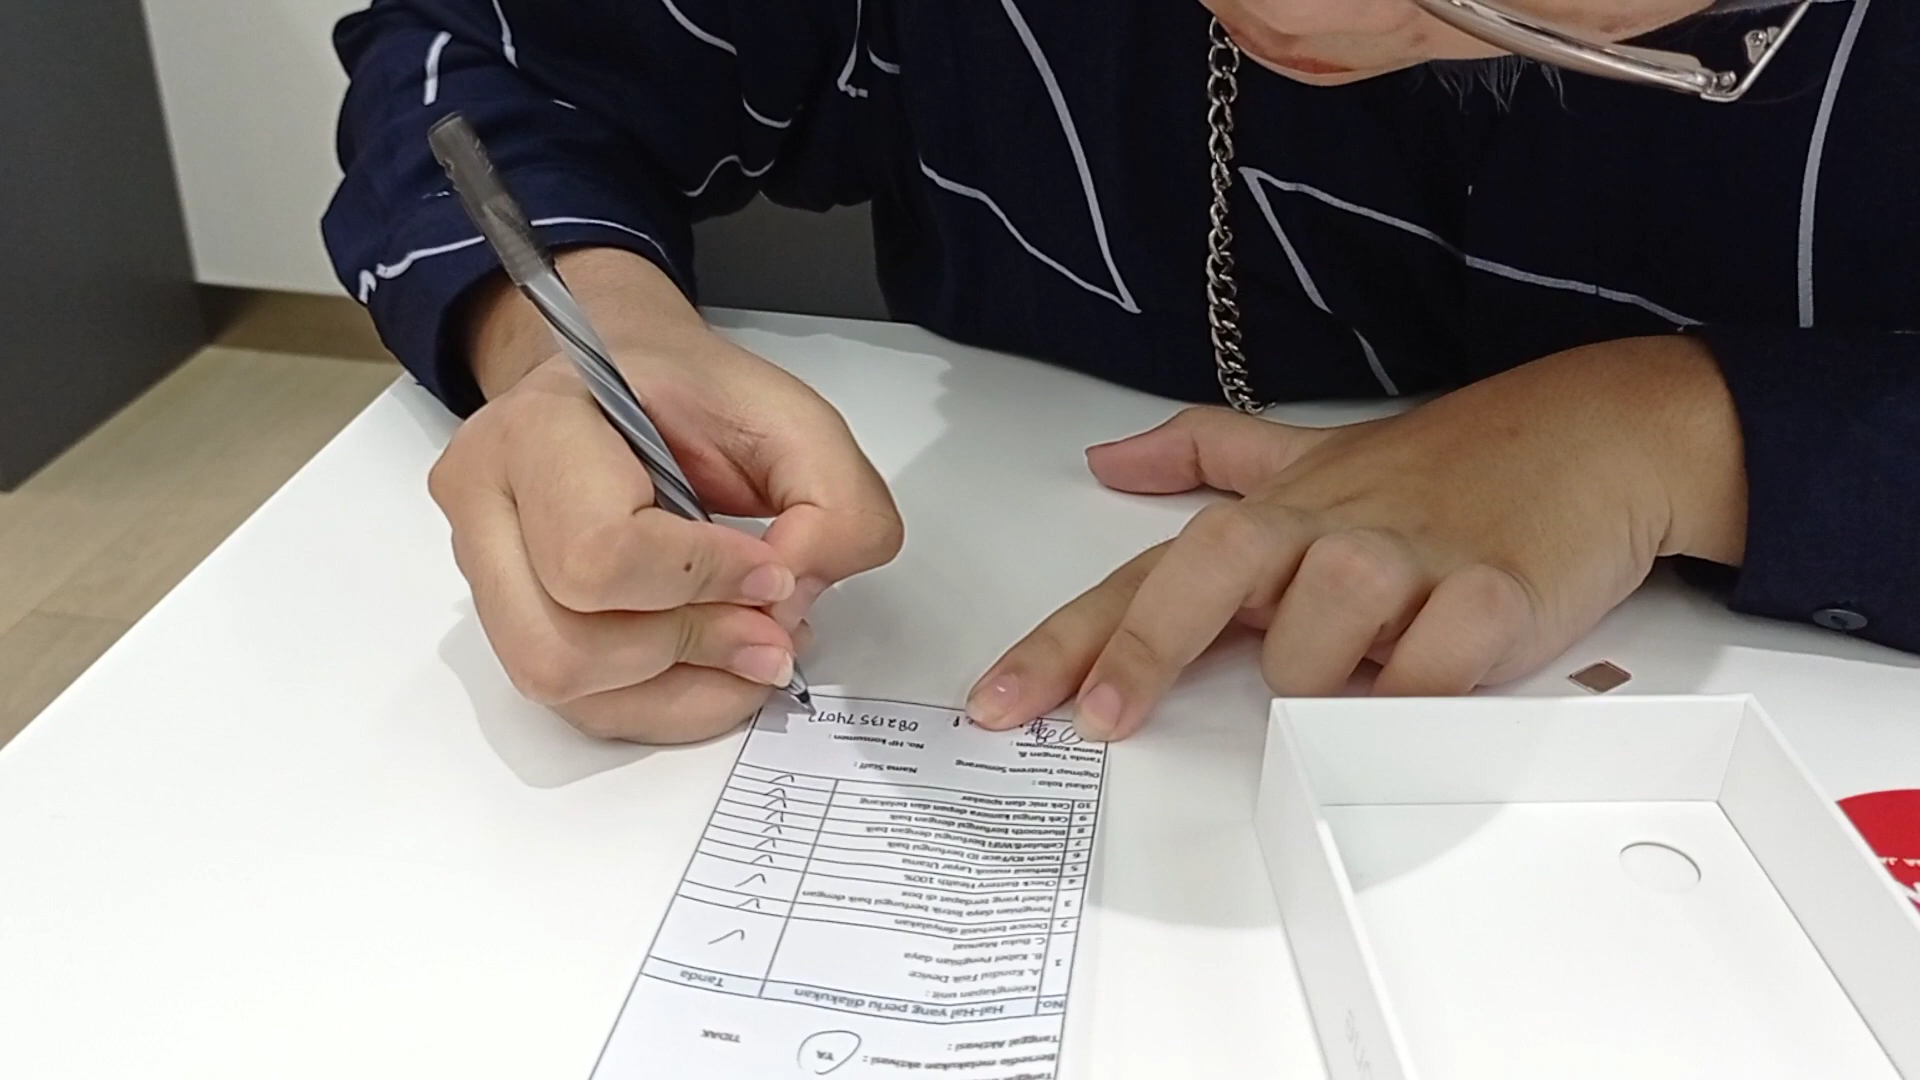 Bersedia melakukan aktivasi : YA TIDAK
Tanggal Aktivasi :
No. Hal-Hal yang perlu dilakukan Tanda
1 Kelengkapan unit :
A. Kondisi Fisik Device
B. Kabel Pengisian daya
C. Buku Manual
2 Device berhasil dinyalakan
3 Pengisian daya listrik berfungsi baik dengan
kabel yang terdapat di box
4 Check Battery Health 100%
5 Berhasil masuk Layar Utama
6 Touch ID/Face ID berfungsi baik
7 Cellular&WiFi berfungsi dengan baik
8 Bluetooth berfungsi dengan baik
9 Cek fungsi kamera depan dan belakang
10 Cek mic dan speaker
Lokasi toko : Nama Staff :
Digimap Tentrem Semarang
Tanda Tangan & No. HP konsumen :
Nama Konsumen :